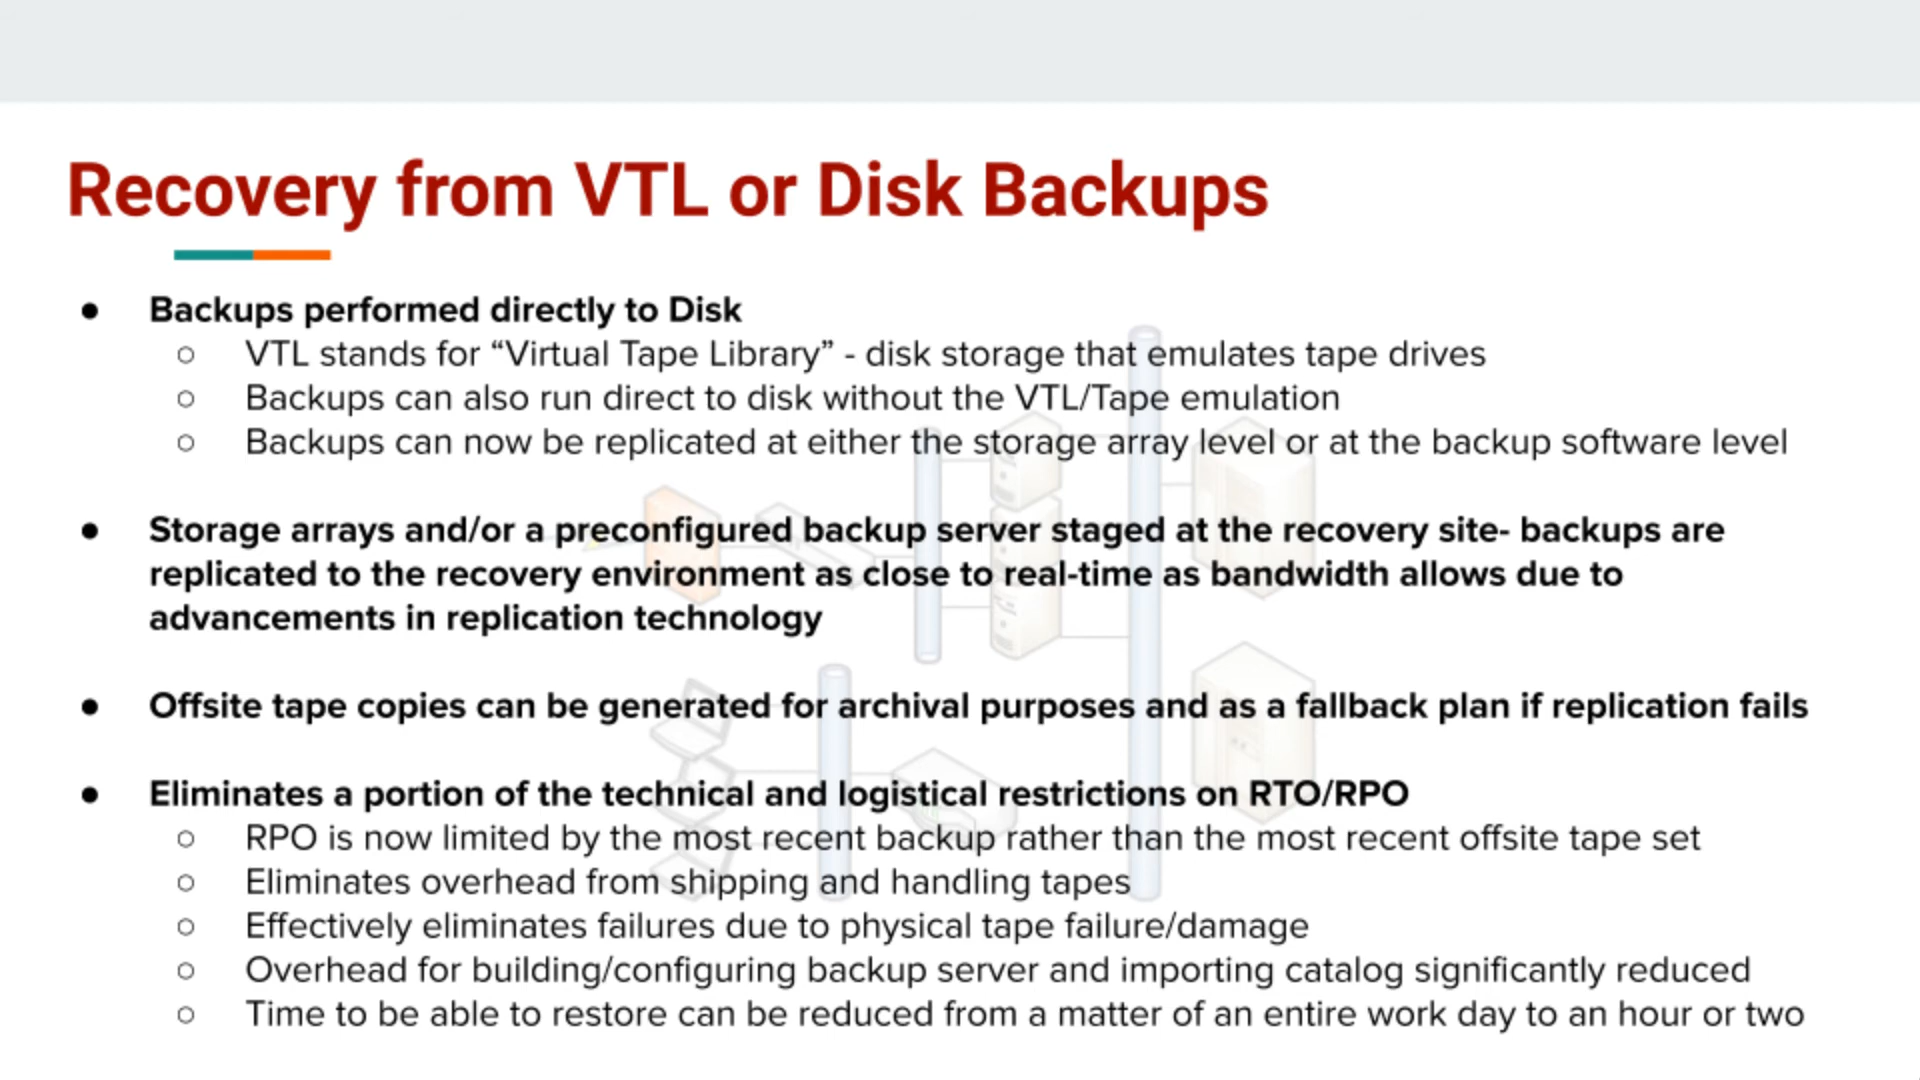 Recovery from VTL or Disk Backups
● Backups performed directly to Disk
○ VTL stands for “Virtual Tape Library” - disk storage that emulates tape drives
○ Backups can also run direct to disk without the VTL/Tape emulation
○ Backups can now be replicated at either the storage array level or at the backup software level
● Storage arrays and/or a preconfigured backup server staged at the recovery site- backups are
replicated to the recovery environment as close to real-time as bandwidth allows due to
advancements in replication technology
● Offsite tape copies can be generated for archival purposes and as a fallback plan if replication fails
● Eliminates a portion of the technical and logistical restrictions on RTO/RPO
○ RPO is now limited by the most recent backup rather than the most recent offsite tape set
○ Eliminates overhead from shipping and handling tapes
○ Effectively eliminates failures due to physical tape failure/damage
○ Overhead for building/configuring backup server and importing catalog significantly reduced
○ Time to be able to restore can be reduced from a matter of an entire work day to an hour or two